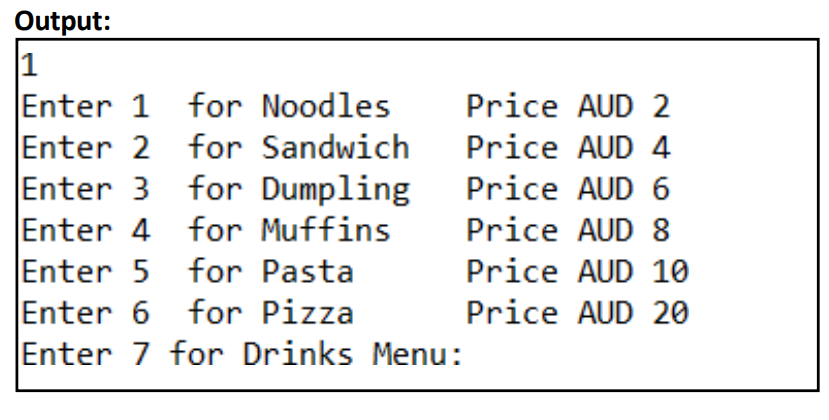 Output:
1
Enter 1  for Noodles    Price AUD 2
Enter 2  for Sandwich   Price AUD 4
Enter 3  for Dumpling   Price AUD 6
Enter 4  for Muffins    Price AUD 8
Enter 5  for Pasta      Price AUD 10
Enter 6  for Pizza      Price AUD 20
Enter 7 for Drinks Menu: